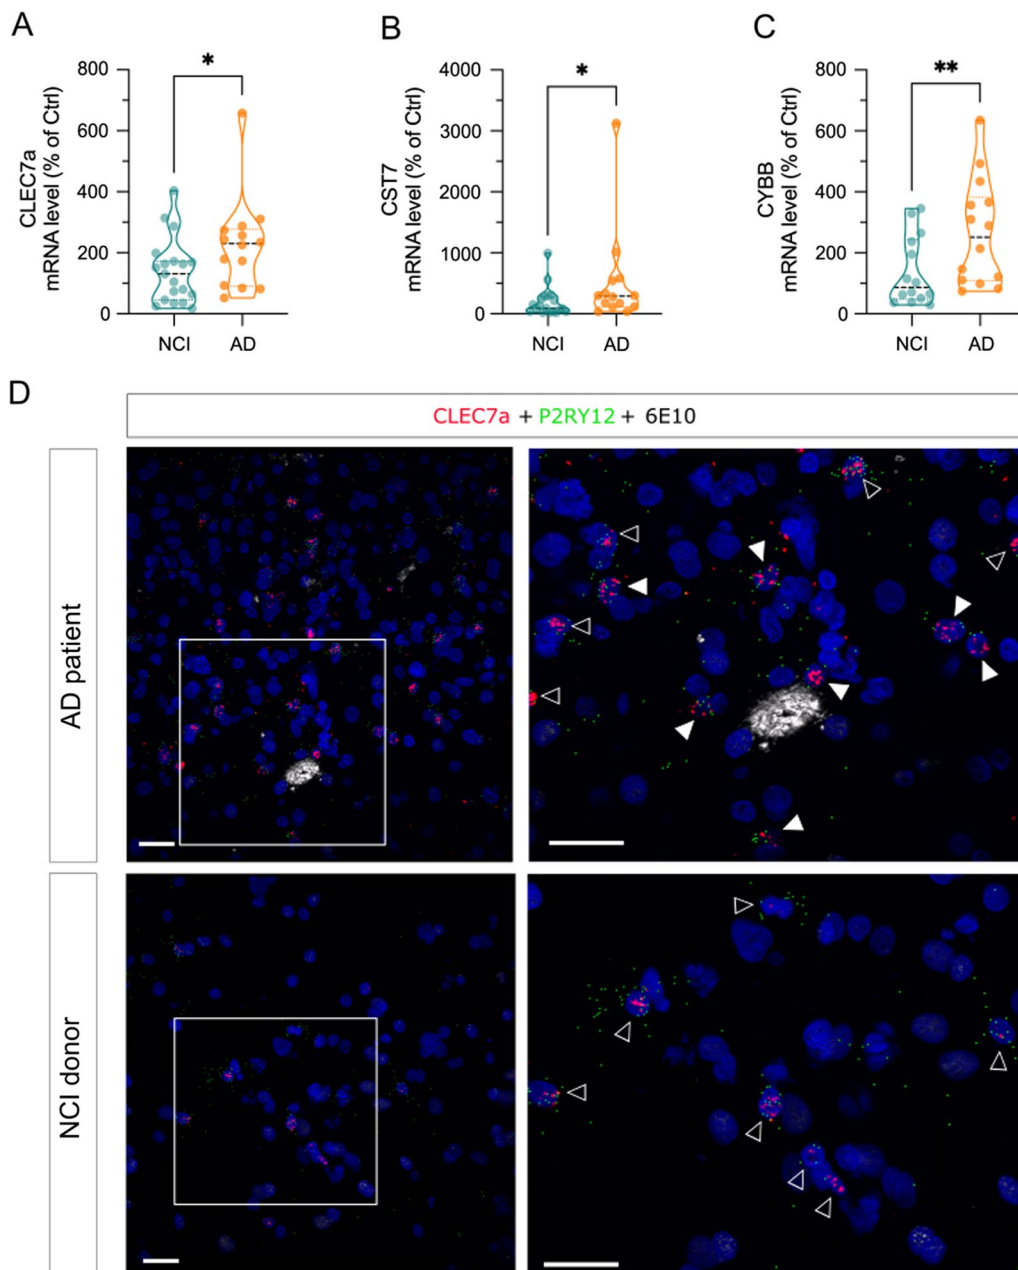 A
CLEC7a
mRNA level (% of Ctrl)
800
600
400
200
0
*
NCI
AD
B
CST7
mRNA level (% of Ctrl)
4000
3000
2000
1000
0
*
NCI
AD
C
CYBB
mRNA level (% of Ctrl)
800
600
400
200
0
**
NCI
AD
D
CLEC7a + P2RY12 + 6E10
AD patient
NCI donor